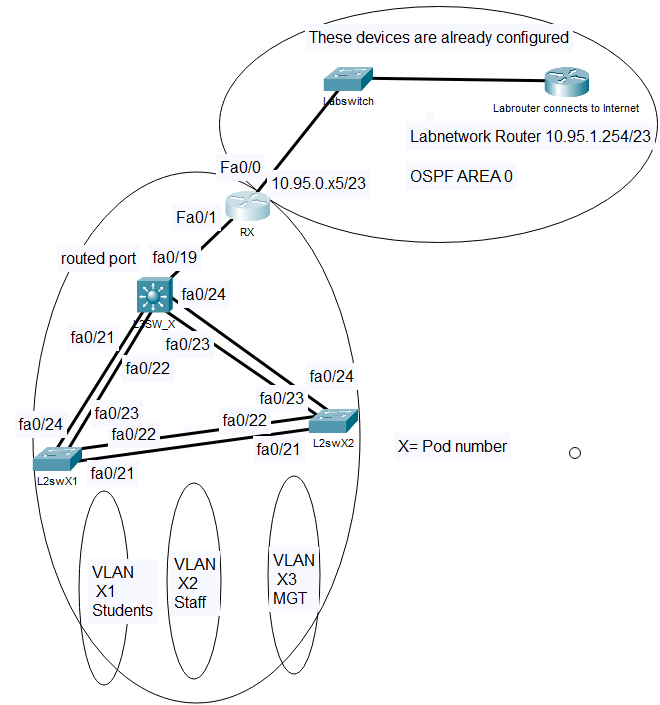 These devices are already configured
Labswitch
Labrouter connects to Internet
Labnetwork Router 10.95.1.254/23
OSPF AREA 0
Fa0/0
10.95.0.x5/23
Fa0/1
RX
routed port
fa0/19
L3SW_X
fa0/24
fa0/21
fa0/23
fa0/22
fa0/24
fa0/23
fa0/23
fa0/24
fa0/22
fa0/22
fa0/21
fa0/21
L2swX1
L2swX2
X= Pod number
VLAN
X1
Students
VLAN
X2
Staff
VLAN
X3
MGT